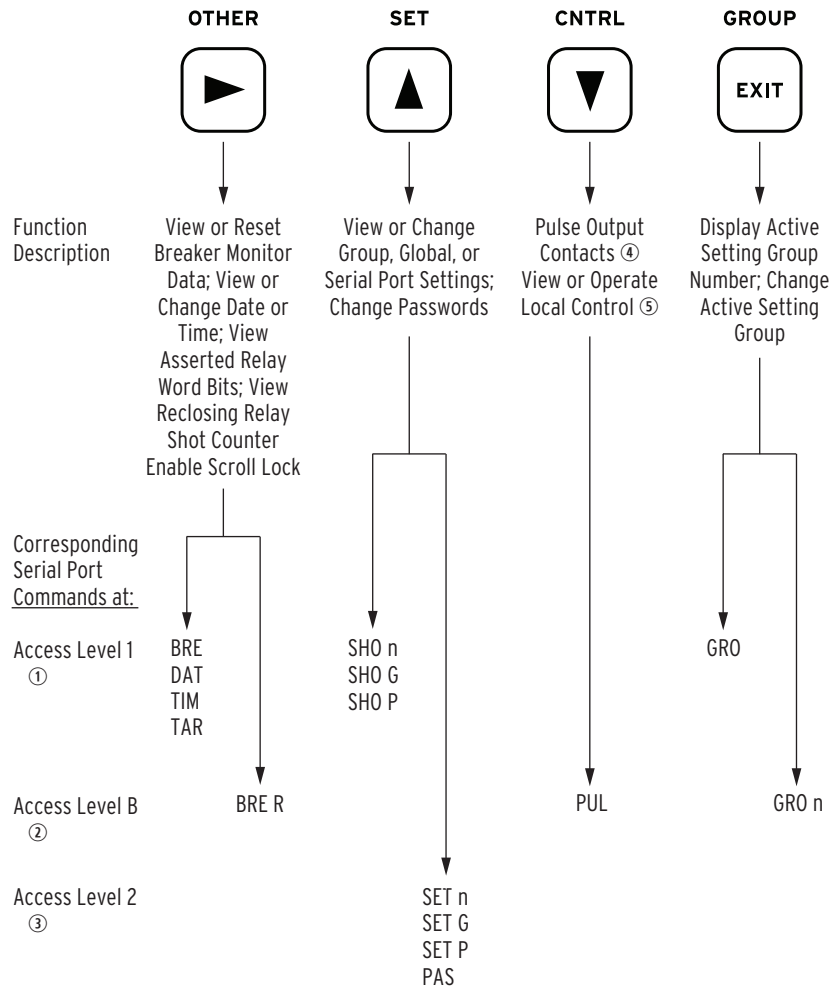 OTHER
SET
CNTRL
GROUP
EXIT
Function
Description
View or Reset
Breaker Monitor
Data; View or
Change Date or
Time; View
Asserted Relay
Word Bits; View
Reclosing Relay
Shot Counter
Enable Scroll Lock
View or Change
Group, Global, or
Serial Port Settings;
Change Passwords
Pulse Output
Contacts ④
View or Operate
Local Control ⑤
Display Active
Setting Group
Number; Change
Active Setting
Group
Corresponding
Serial Port
Commands at:
Access Level 1
①
BRE
DAT
TIM
TAR
SHO n
SHO G
SHO P
GRO
Access Level B
②
BRE R
PUL
GRO n
Access Level 2
③
SET n
SET G
SET P
PAS